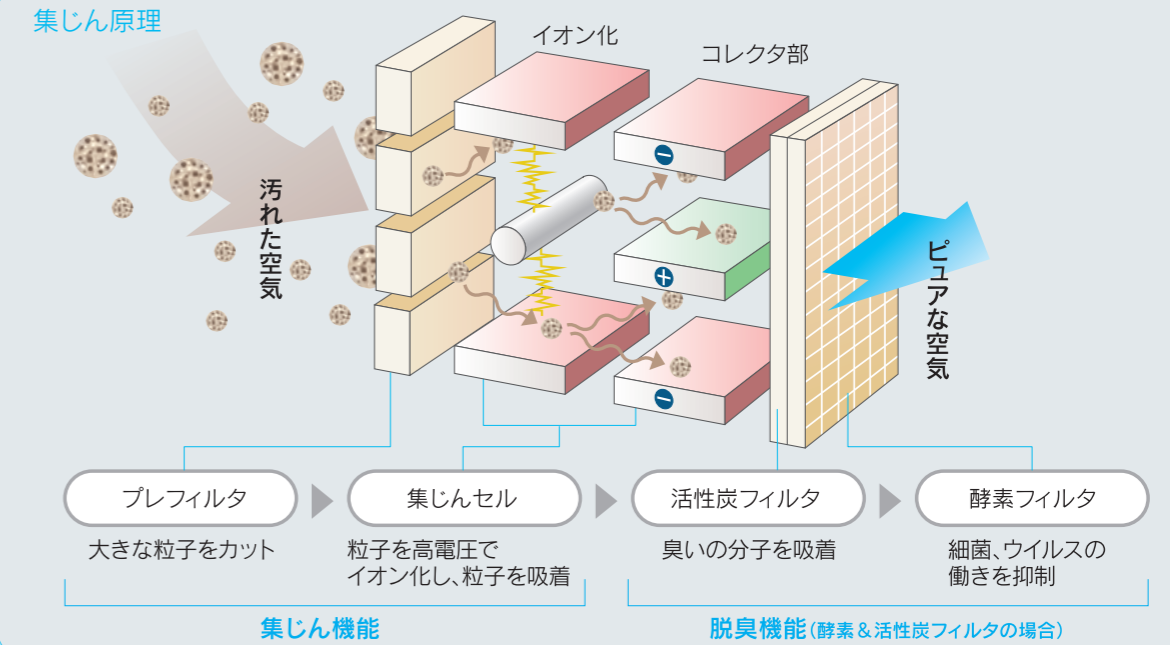 集じん原理
イオン化
コレクタ部
汚れた空気
ピュアな空気
プレフィルタ
大きな粒子をカット
集じんセル
粒子を高電圧で
イオン化し、粒子を吸着
活性炭フィルタ
臭いの分子を吸着
酵素フィルタ
細菌、ウイルスの
働きを抑制
集じん機能
脱臭機能(酵素&活性炭フィルタの場合)